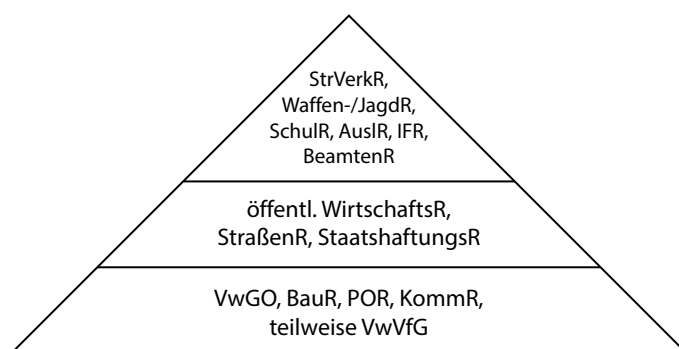 StrVerkR,
Waffen-/JagdR,
SchulR, AuslR, IFR,
BeamtenR
öffentl. WirtschaftsR,
StraßenR, StaatshaftungsR
VwGO, BauR, POR, KommR,
teilweise VwVfG